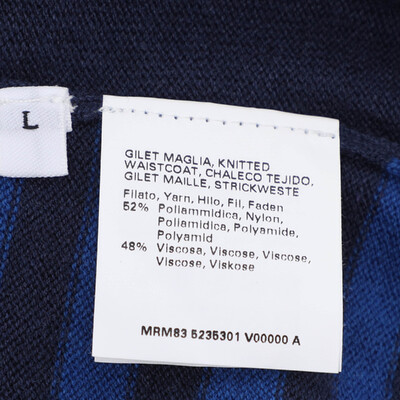 L
GILET MAGLIA, KNITTED
WAISTCOAT, CHALECO TEJIDO,
GILET MAILLE, STRICKWESTE
Filato, Yarn, Hilo, Fil, Faden
52% Poliammidica, Nylon,
Poliamidica, Polyamide,
Polyamid
48% Viscosa, Viscose, Viscose,
Viscose, Viskose
MRM83 5235301 V00000 A